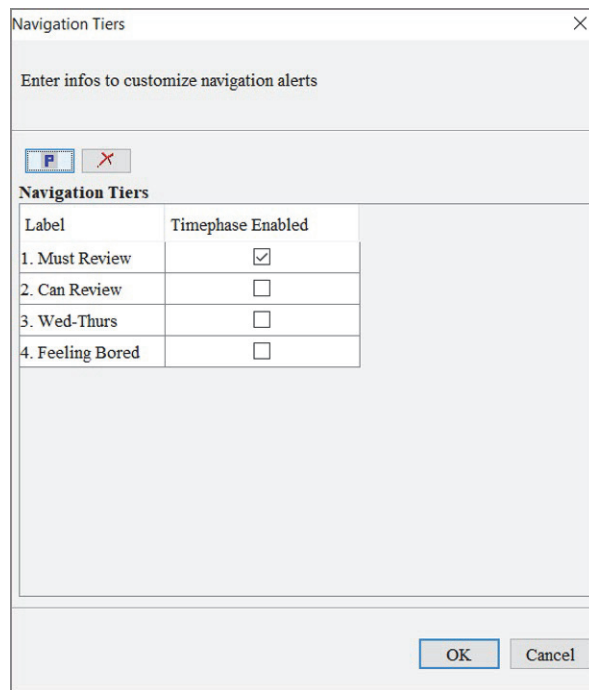 Navigation Tiers
Enter infos to customize navigation alerts
P
Navigation Tiers
Label Timephase Enabled
1. Must Review
2. Can Review
3. Wed-Thurs
4. Feeling Bored
OK Cancel